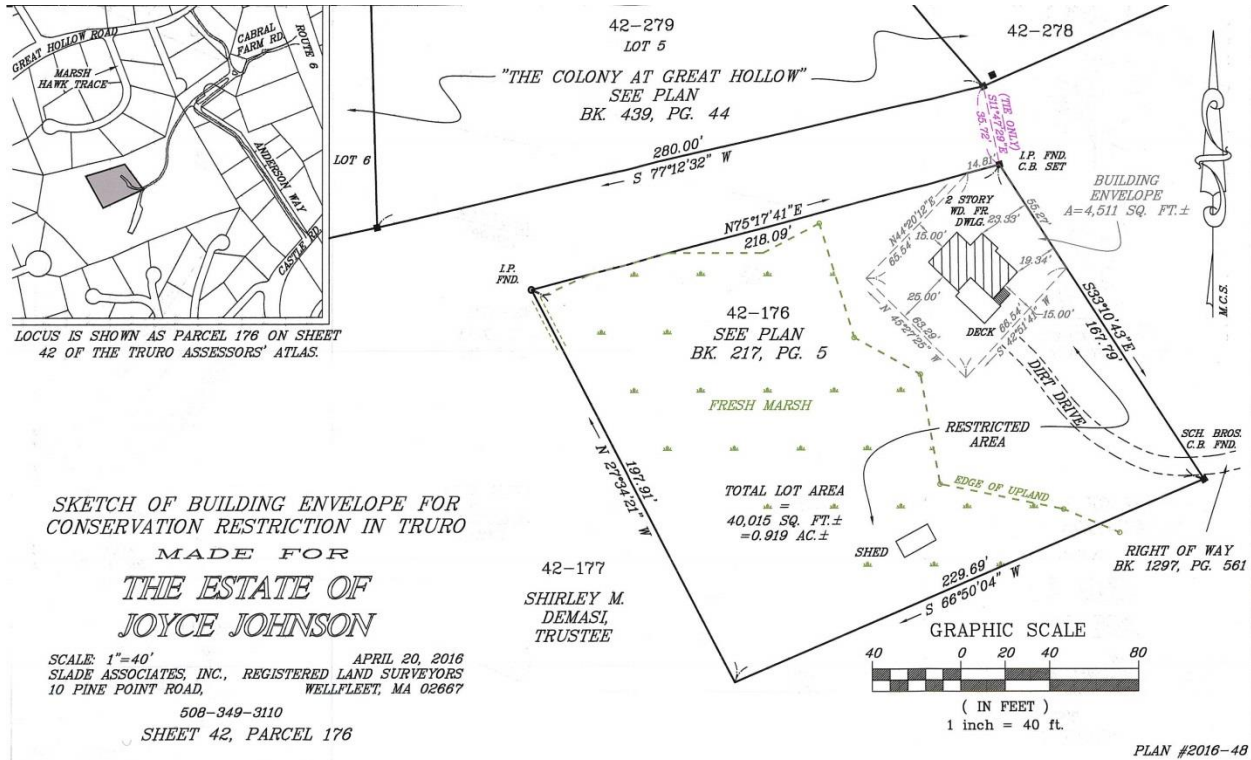 GREAT HOLLOW ROAD
MARSH
HAWK TRACE
CABRAL
FARM RD.
ROUTE 6
ANDERSON WAY
CASTLE RD.
LOCUS IS SHOWN AS PARCEL 176 ON SHEET
42 OF THE TRURO ASSESSORS' ATLAS.
42-279
LOT 5
"THE COLONY AT GREAT HOLLOW"
SEE PLAN
BK. 439, PG. 44
42-278
LOT 6
280.00'
S 77°12'32" W
(TIE ONLY)
S11°47'29"E
35.72'
I.P. FND.
C.B. SET
14.81'
N75°17'41"E
218.09'
I.P.
FND.
BUILDING
ENVELOPE
A=4,511 SQ. FT.±
2 STORY
WD. FR.
DWLG.
N44°20'12"E
65.54'
15.00'
23.33'
55.27'
19.34'
25.00'
63.29'
N 45°27'25" W
DECK
66.54'
S 42°51'41" W
15.00'
S33°10'43"E
167.79'
M.C.S.
42-176
SEE PLAN
BK. 217, PG. 5
FRESH MARSH
DIRT DRIVE
RESTRICTED
AREA
SCH. BROS.
C.B. FND.
EDGE OF UPLAND
TOTAL LOT AREA
=
40,015 SQ. FT.±
=0.919 AC.±
SHED
197.91'
N 27°34'21" W
229.69'
S 66°50'04" W
RIGHT OF WAY
BK. 1297, PG. 561
42-177
SHIRLEY M.
DEMASI,
TRUSTEE
SKETCH OF BUILDING ENVELOPE FOR
CONSERVATION RESTRICTION IN TRURO
MADE FOR
THE ESTATE OF
JOYCE JOHNSON
SCALE: 1"=40' APRIL 20, 2016
SLADE ASSOCIATES, INC., REGISTERED LAND SURVEYORS
10 PINE POINT ROAD, WELLFLEET, MA 02667
508-349-3110
SHEET 42, PARCEL 176
GRAPHIC SCALE
40 0 20 40 80
( IN FEET )
1 inch = 40 ft.
PLAN #2016-48